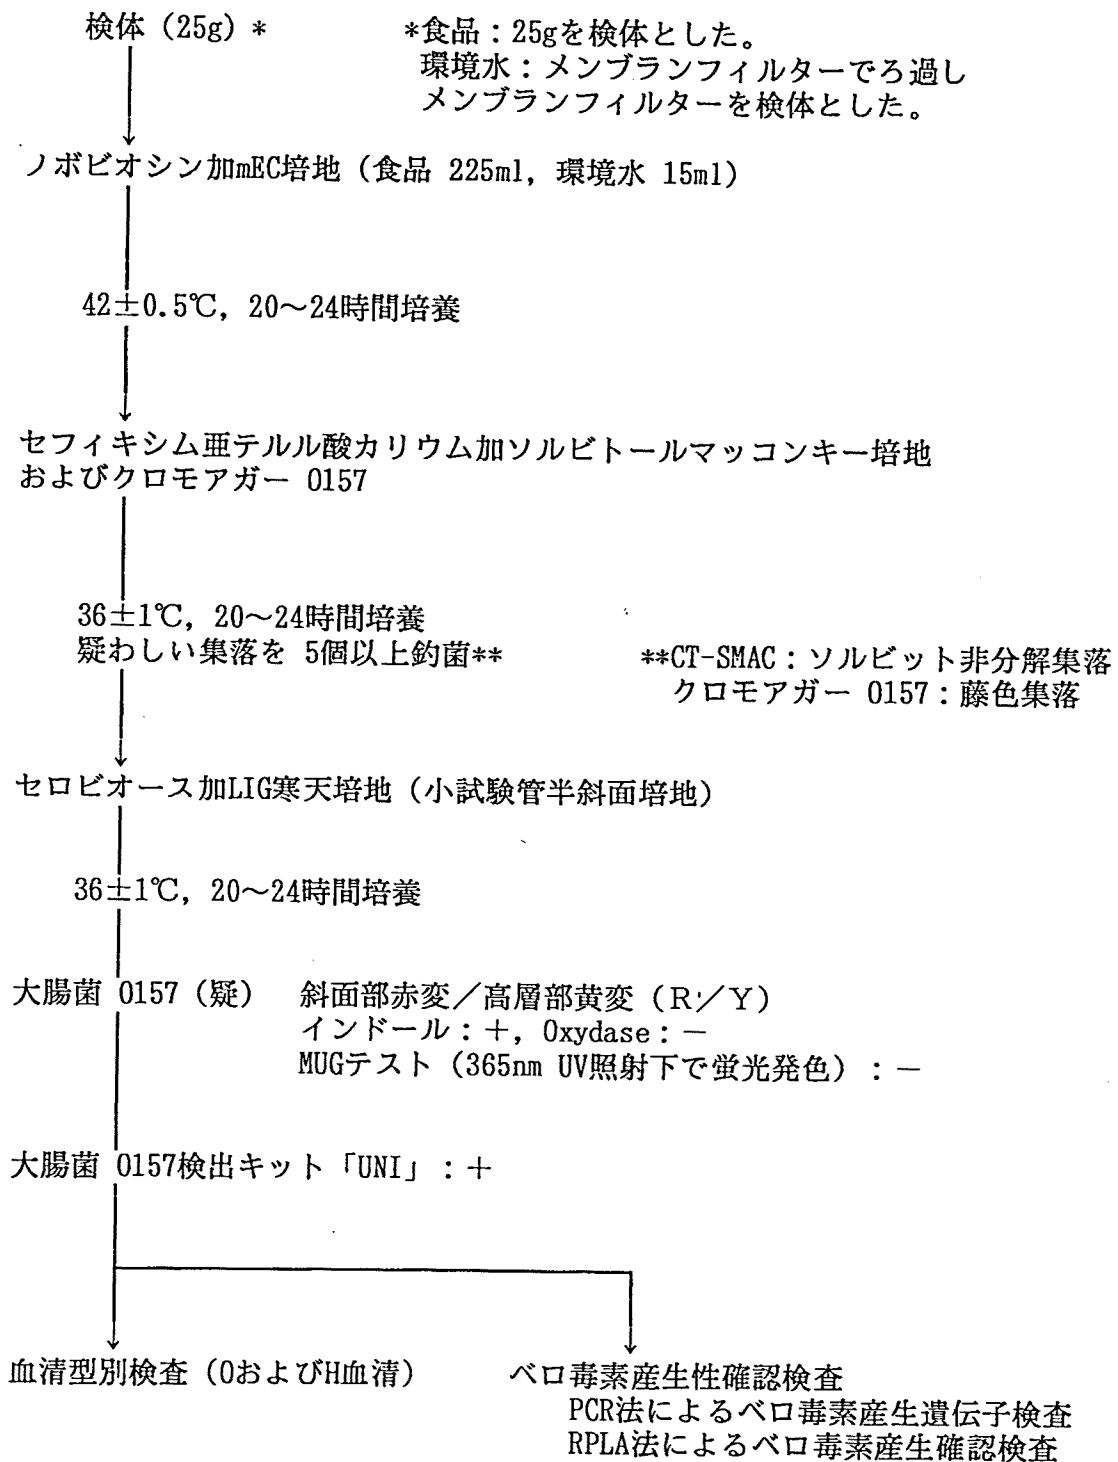 検体（25g）*
*食品：25gを検体とした。
環境水：メンブランフィルターでろ過し
メンブランフィルターを検体とした。
ノボビオシン加mEC培地（食品 225ml, 環境水 15ml）
42±0.5℃, 20～24時間培養
セフィキシム亜テルル酸カリウム加ソルビトールマッコンキー培地
およびクロモアガー O157
36±1℃, 20～24時間培養
疑わしい集落を 5個以上釣菌**
**CT-SMAC：ソルビット非分解集落
クロモアガー O157：藤色集落
セロビオース加LIG寒天培地（小試験管半斜面培地）
36±1℃, 20～24時間培養
大腸菌 O157（疑）　斜面部赤変／高層部黄変（R／Y）
インドール：＋, Oxydase：－
MUGテスト（365nm UV照射下で蛍光発色）：－
大腸菌 O157検出キット「UNI」：＋
血清型別検査（OおよびH血清）
ベロ毒素産生性確認検査
PCR法によるベロ毒素産生遺伝子検査
RPLA法によるベロ毒素産生確認検査